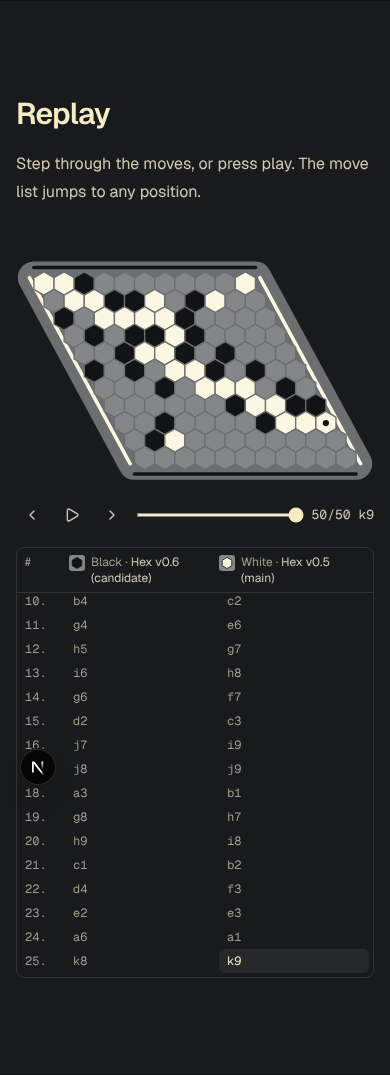 Replay
Step through the moves, or press play. The move
list jumps to any position.
50/50 k9
# Black · Hex v0.6 White · Hex v0.5
(candidate) (main)
10. b4 c2
11. g4 e6
12. h5 g7
13. i6 h8
14. g6 f7
15. d2 c3
16. j7 i9
N j8 j9
18. a3 b1
19. g8 h7
20. h9 i8
21. c1 b2
22. d4 f3
23. e2 e3
24. a6 a1
25. k8 k9